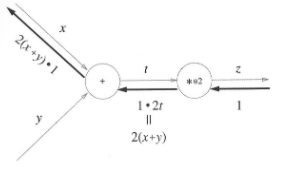 x
2(x+y)•1
+
t
**2
z
1•2t
1
=
2(x+y)
y